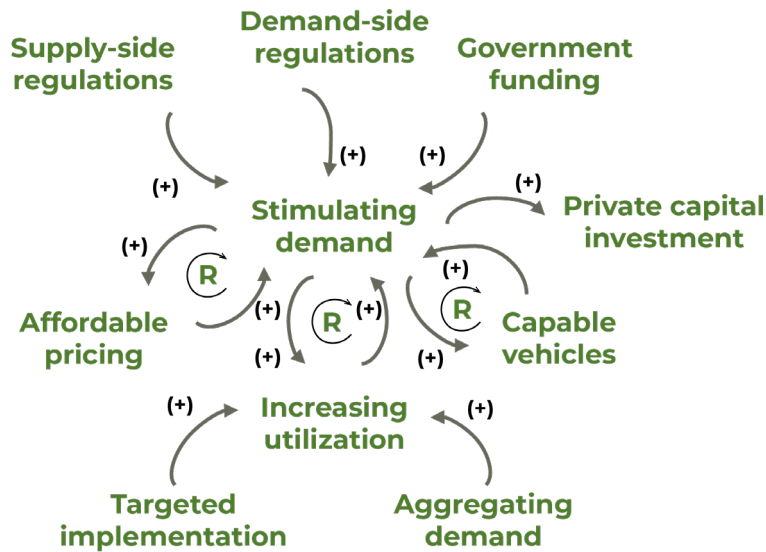 Demand-side
regulations
Supply-side
regulations
Government
funding
(+)
(+)
(+)
(+)
Stimulating
demand
Private capital
investment
(+)
R
(+)
(+)
R
(+)
R
Affordable
pricing
Capable
vehicles
(+)
(+)
(+)
Increasing
utilization
(+)
Targeted
implementation
Aggregating
demand